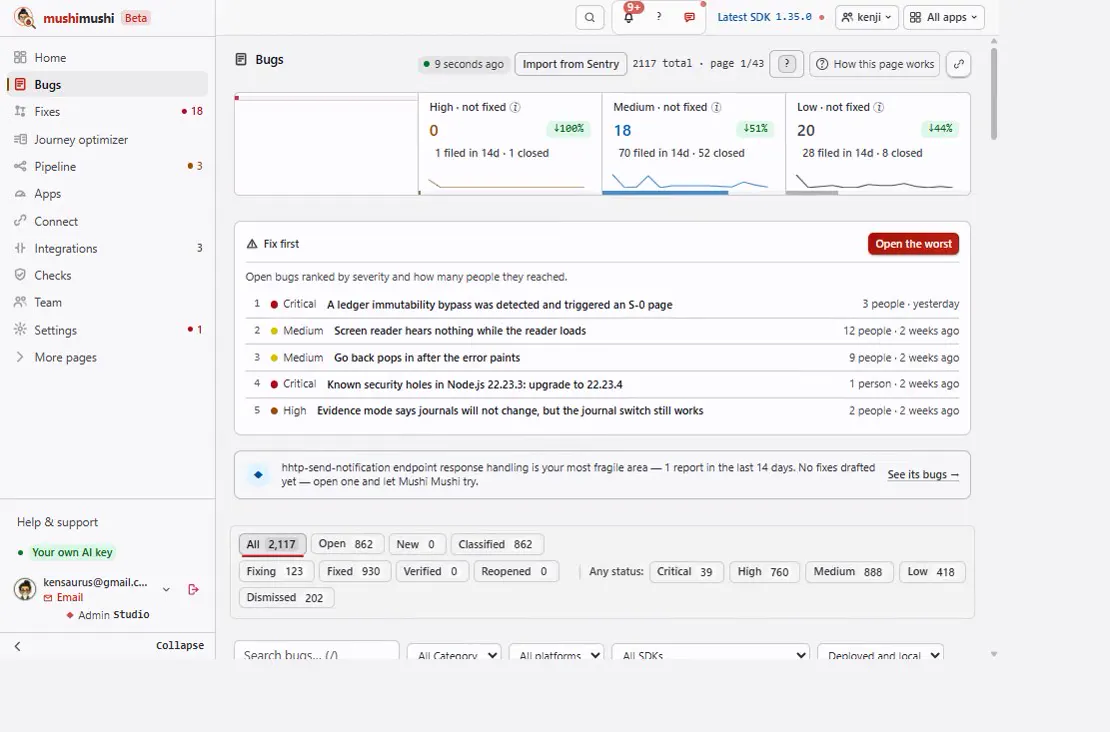 mushimushi Beta
9+
?
Latest SDK 1.35.0
kenji
All apps
Home
Bugs
Fixes 18
Journey optimizer
Pipeline 3
Apps
Connect
Integrations 3
Checks
Team
Settings 1
More pages
Help & support
Your own AI key
kensaurus@gmail.c...
Email
Admin Studio
Collapse
Bugs
9 seconds ago
Import from Sentry
2117 total · page 1/43
?
How this page works
High · not fixed
0 ↓100%
1 filed in 14d · 1 closed
Medium · not fixed
18 ↓51%
70 filed in 14d · 52 closed
Low · not fixed
20 ↓44%
28 filed in 14d · 8 closed
Fix first
Open the worst
Open bugs ranked by severity and how many people they reached.
1 Critical A ledger immutability bypass was detected and triggered an S-0 page 3 people · yesterday
2 Medium Screen reader hears nothing while the reader loads 12 people · 2 weeks ago
3 Medium Go back pops in after the error paints 9 people · 2 weeks ago
4 Critical Known security holes in Node.js 22.23.3: upgrade to 22.23.4 1 person · 2 weeks ago
5 High Evidence mode says journals will not change, but the journal switch still works 2 people · 2 weeks ago
hhtp-send-notification endpoint response handling is your most fragile area — 1 report in the last 14 days. No fixes drafted
yet — open one and let Mushi Mushi try.
See its bugs →
All 2,117 Open 862 New 0 Classified 862
Fixing 123 Fixed 930 Verified 0 Reopened 0 Any status: Critical 39 High 760 Medium 888 Low 418
Dismissed 202
Search bugs... (/) All Category All platforms All SDKs Deployed and local